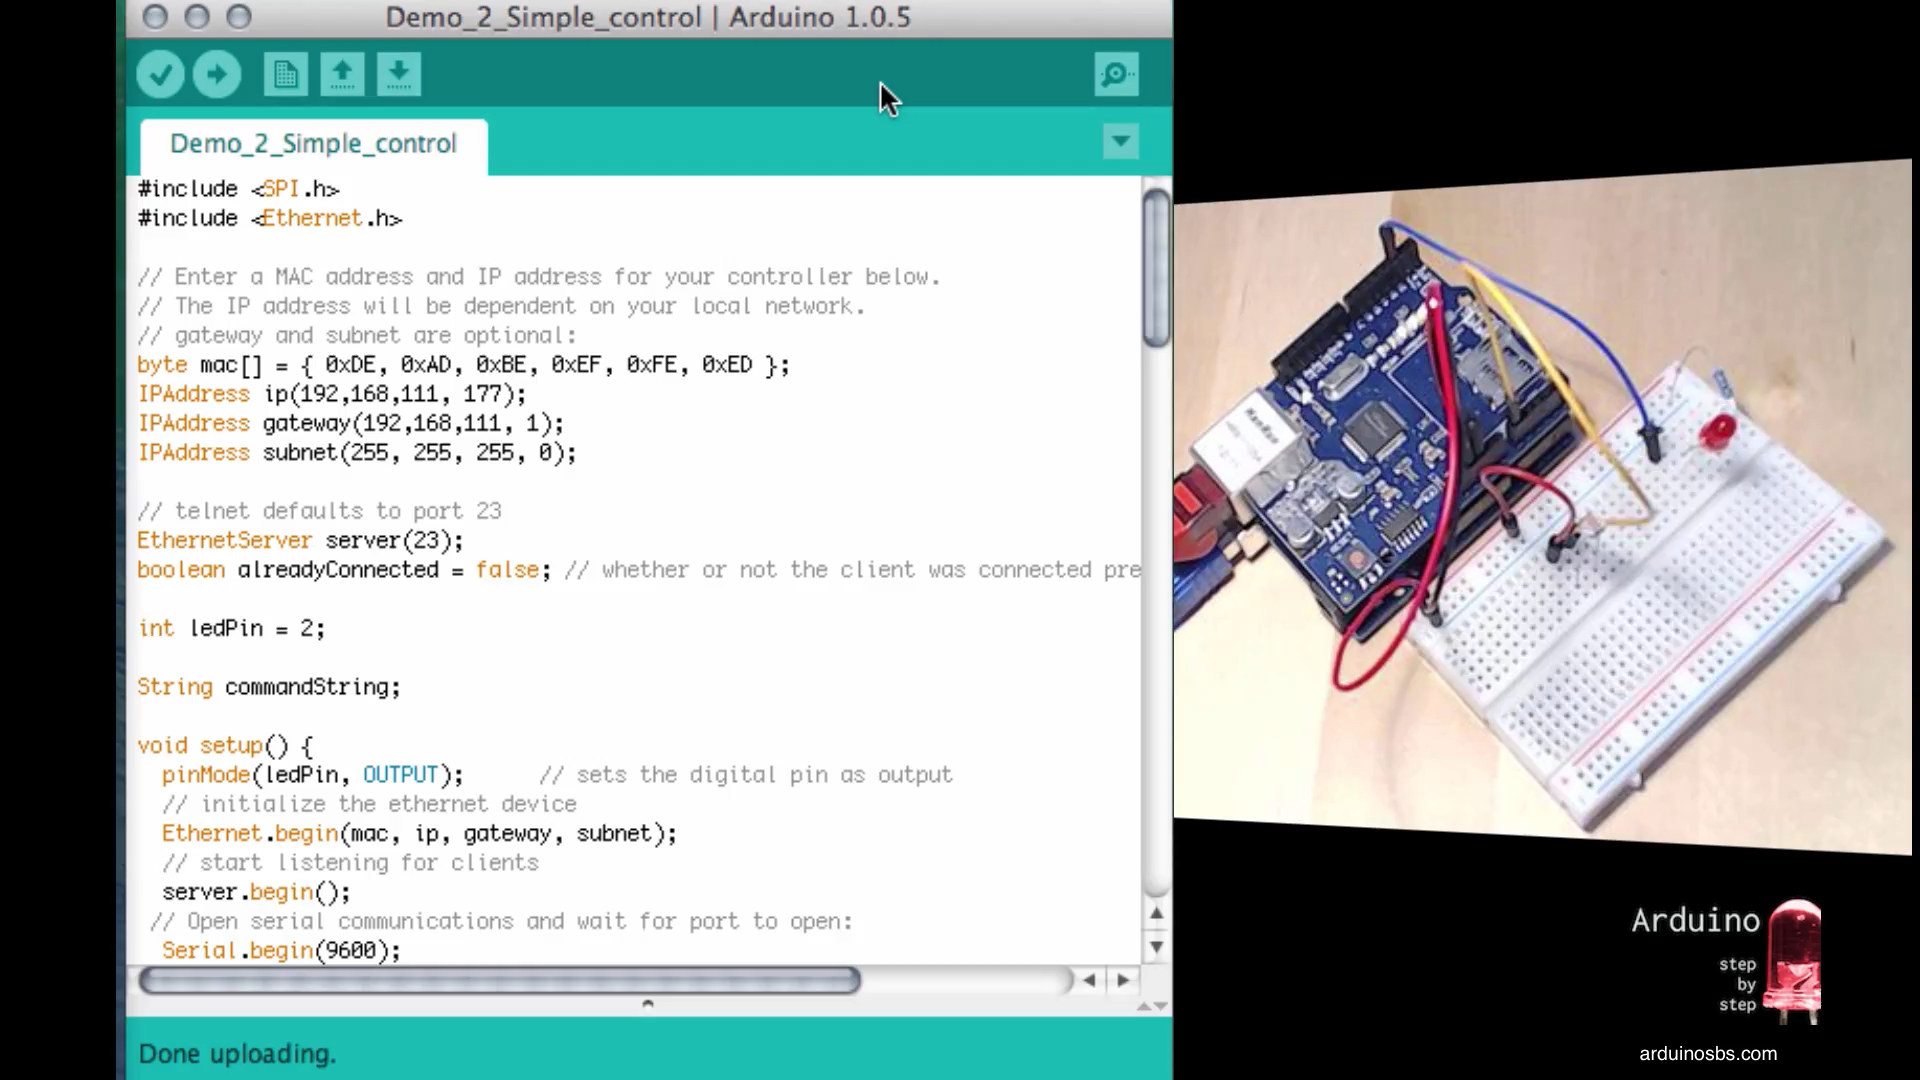 Demo_2_Simple_control | Arduino 1.0.5
Demo_2_Simple_control
#include <SPI.h>
#include <Ethernet.h>
// Enter a MAC address and IP address for your controller below.
// The IP address will be dependent on your local network.
// gateway and subnet are optional:
byte mac[] = { 0xDE, 0xAD, 0xBE, 0xEF, 0xFE, 0xED };
IPAddress ip(192,168,111, 177);
IPAddress gateway(192,168,111, 1);
IPAddress subnet(255, 255, 255, 0);
// telnet defaults to port 23
EthernetServer server(23);
boolean alreadyConnected = false; // whether or not the client was connected pre
int ledPin = 2;
String commandString;
void setup() {
pinMode(ledPin, OUTPUT);      // sets the digital pin as output
// initialize the ethernet device
Ethernet.begin(mac, ip, gateway, subnet);
// start listening for clients
server.begin();
// Open serial communications and wait for port to open:
Serial.begin(9600);
Done uploading.
HanRun
RESET
Arduino
step
by
step
arduinosbs.com